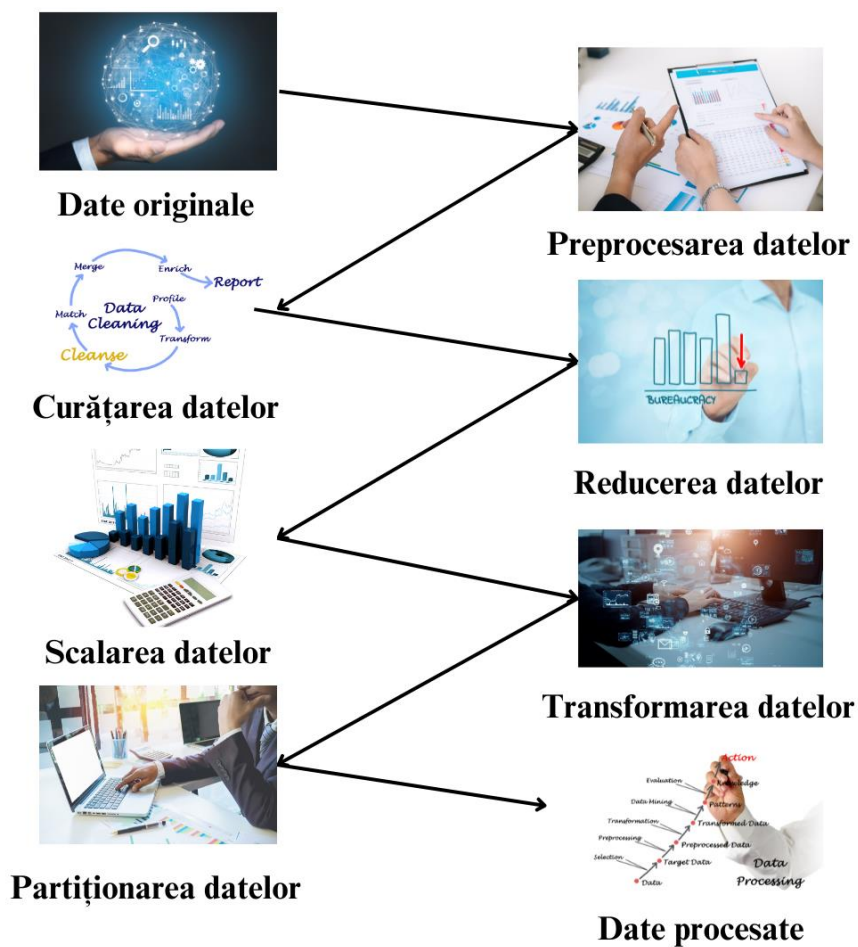 Date originale
Preprocesarea datelor
Merge
Enrich
Report
Profile
Match
Data
Cleaning
Transform
Cleanse
Curățarea datelor
BUREAUCRACY
Reducerea datelor
Scalarea datelor
Transformarea datelor
Partiționarea datelor
Action
Evaluation
Knowledge
Data Mining
Patterns
Transformation
Transformed Data
Preprocessing
Preprocessed Data
Selection
Target Data
Data
Data
Processing
Date procesate